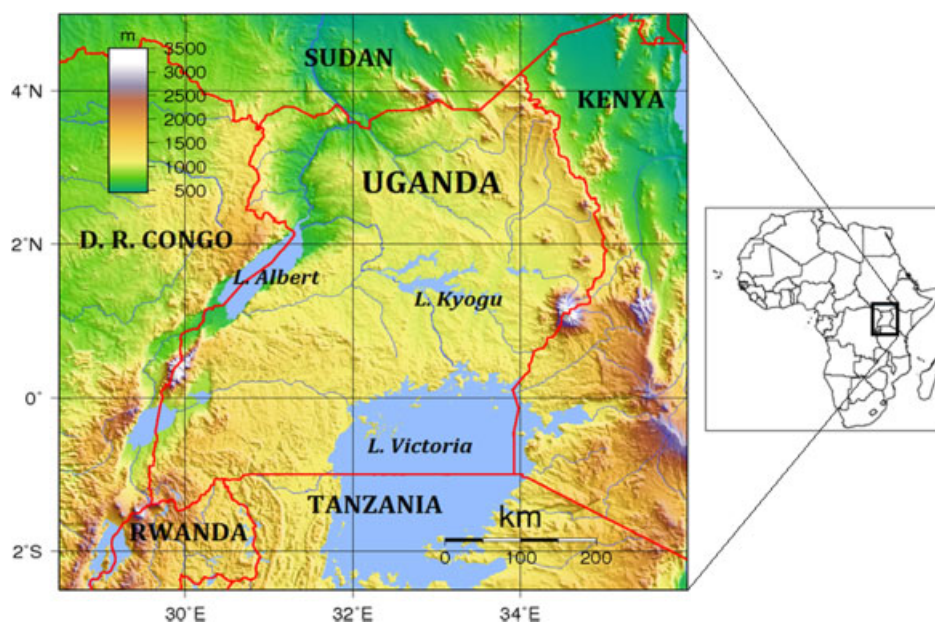 m
3500
3000
2500
2000
1500
1000
500
SUDAN
KENYA
4˚N
UGANDA
D. R. CONGO
2˚N
L. Albert
L. Kyogu
0˚
L. Victoria
TANZANIA
RWANDA
km
2˚S
0 100 200
30˚E 32˚E 34˚E